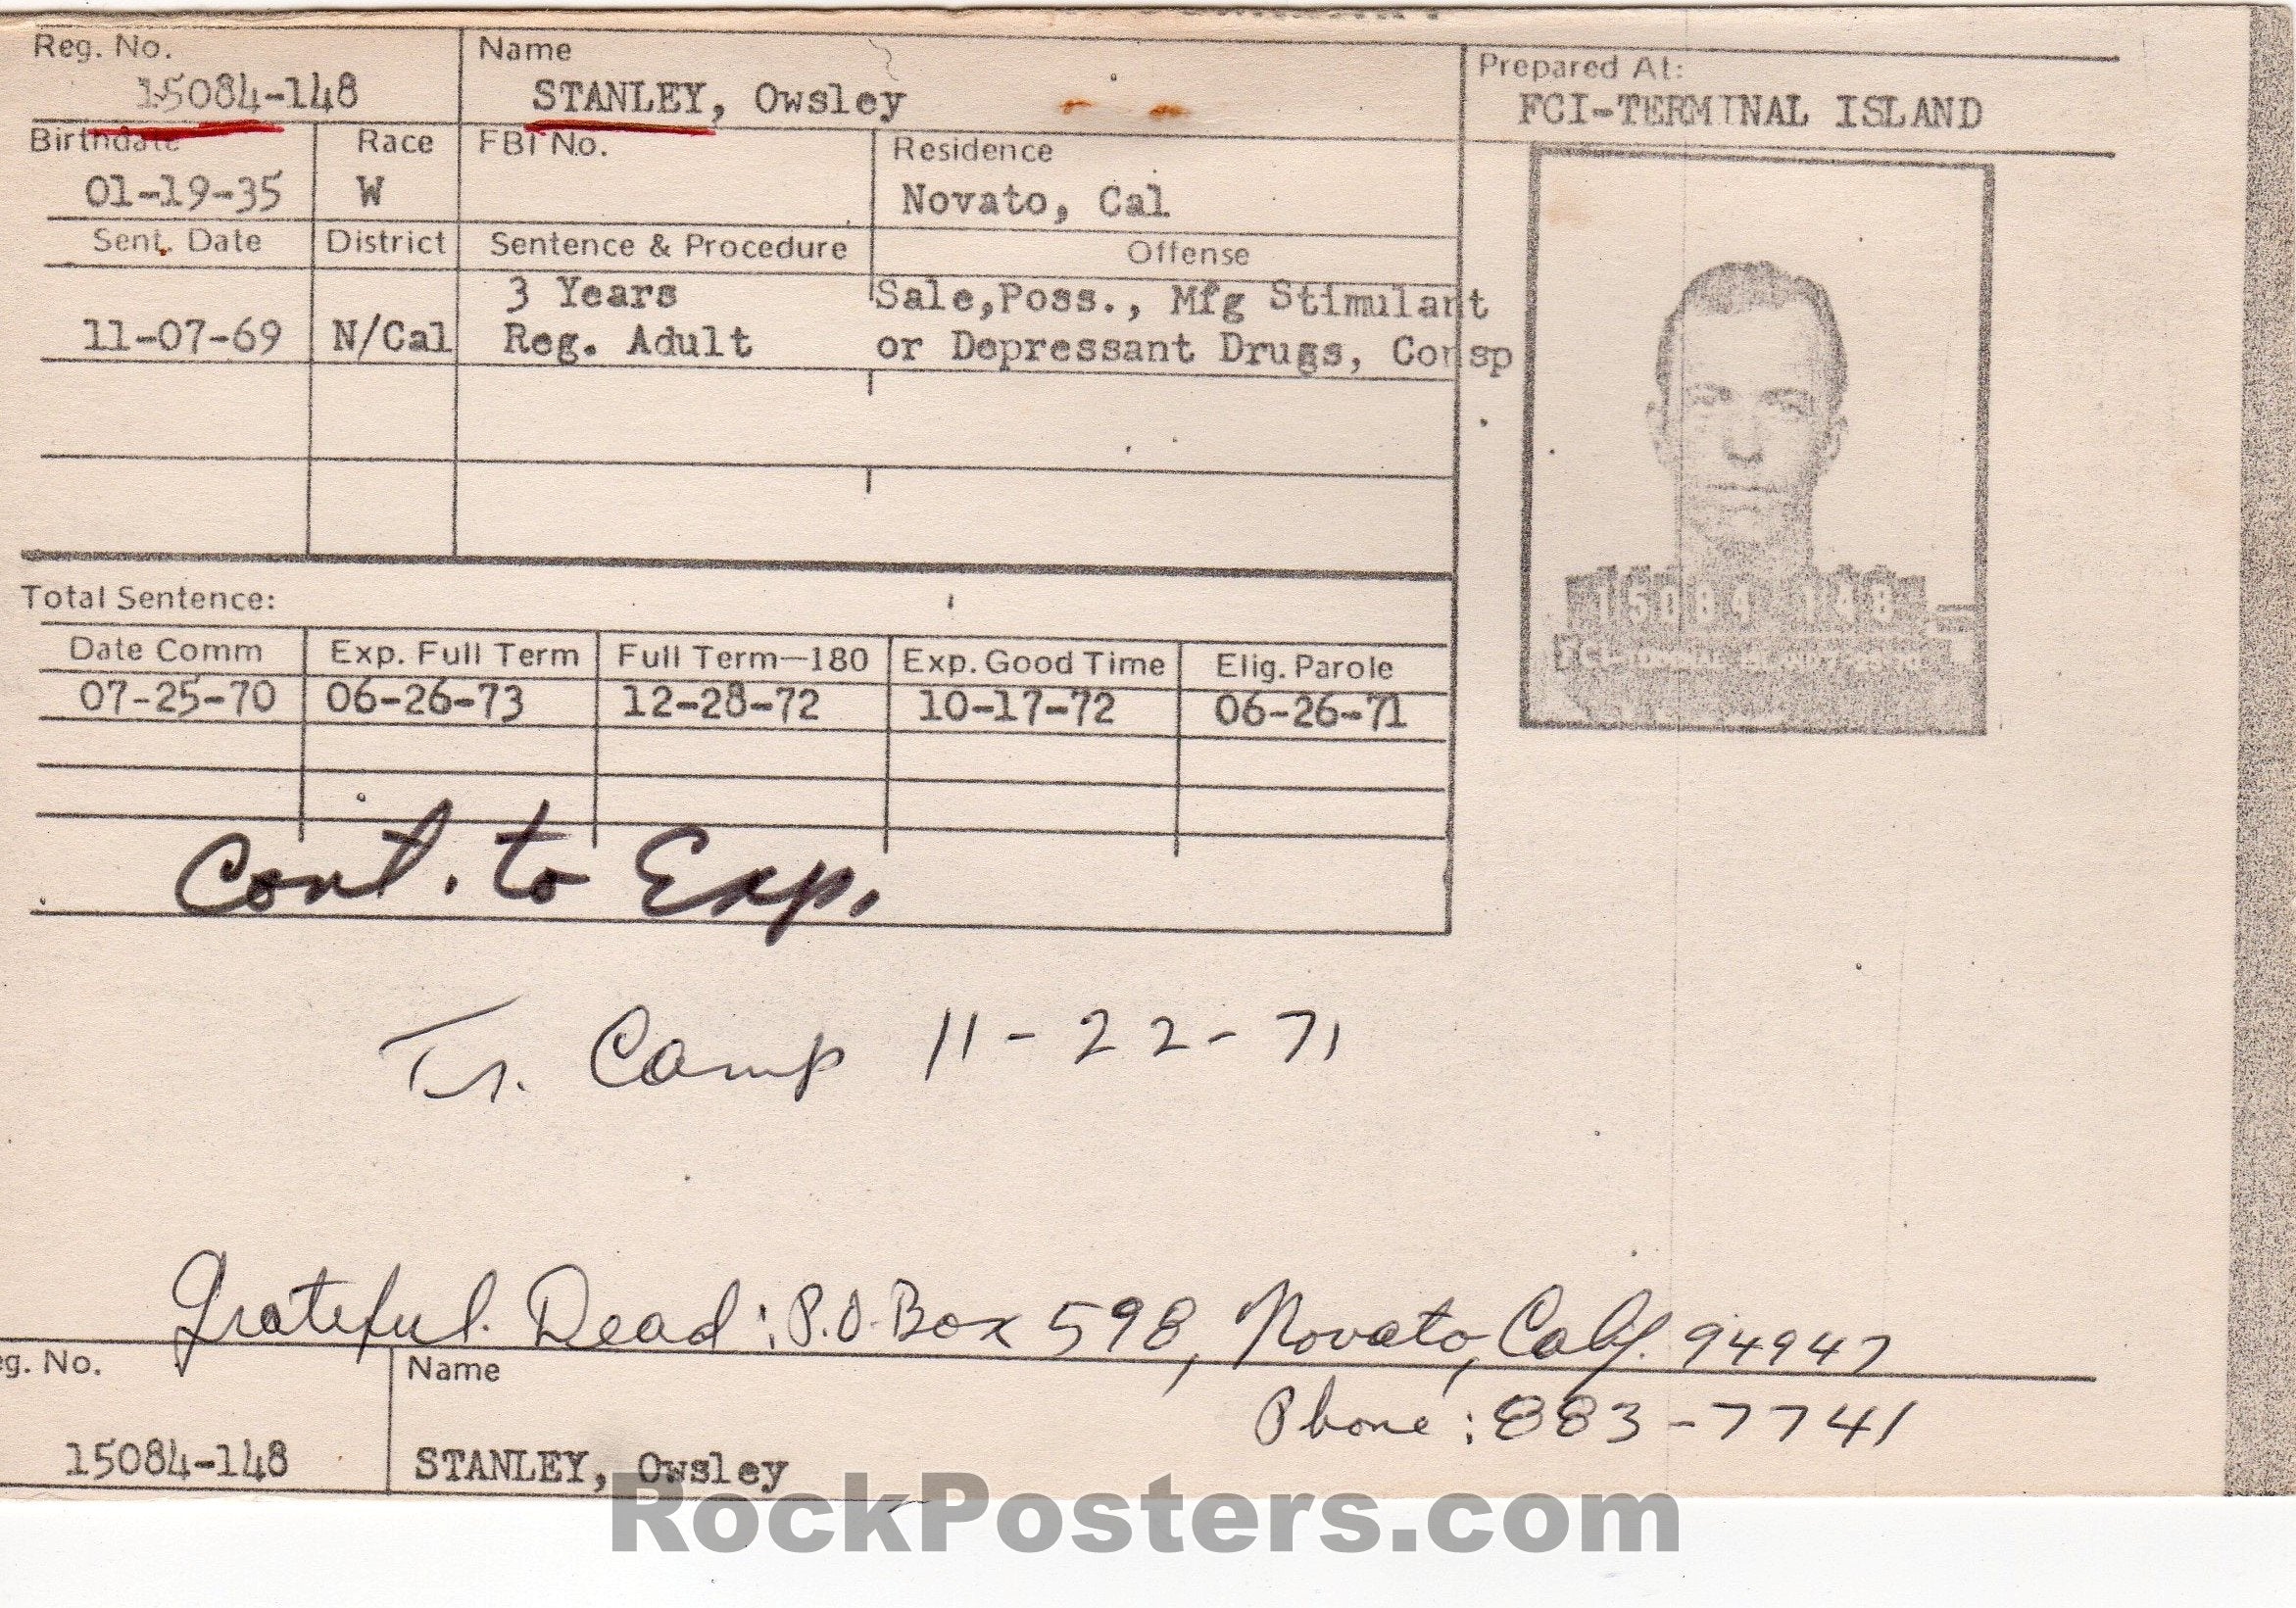 Reg. No. Name Prepared At:
15084-148 STANLEY, Owsley FCI-TERMINAL ISLAND
Birthdate Race FBI No. Residence
01-19-35 W Novato, Cal
Sent. Date District Sentence & Procedure Offense
3 Years Sale,Poss., Mfg Stimulant
11-07-69 N/Cal Reg. Adult or Depressant Drugs, Consp
15084 148
Total Sentence:
Date Comm Exp. Full Term Full Term-180 Exp. Good Time Elig. Parole
07-25-70 06-26-73 12-28-72 10-17-72 06-26-71
Cont. to Exp.
Tr. Camp 11-22-71
Grateful Dead: P.O. Box 598, Novato, Calif. 94947
eg. No. Name
Phone: 883-7741
15084-148 STANLEY, Owsley
RockPosters.com